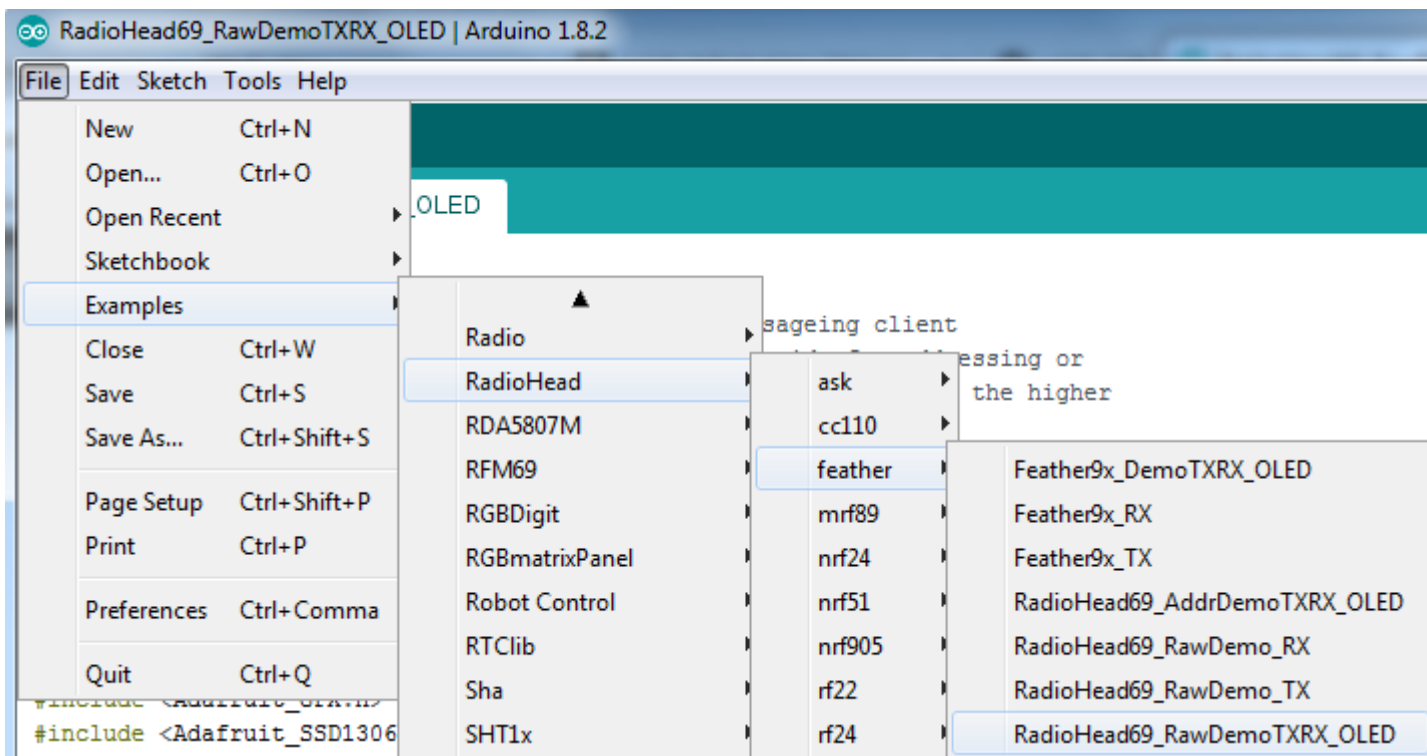 RadioHead69_RawDemoTXRX_OLED | Arduino 1.8.2
File Edit Sketch Tools Help
New Ctrl+N
Open... Ctrl+O
Open Recent
Sketchbook
Examples
Close Ctrl+W
Save Ctrl+S
Save As... Ctrl+Shift+S
Page Setup Ctrl+Shift+P
Print Ctrl+P
Preferences Ctrl+Comma
Quit Ctrl+Q
_OLED
Radio
RadioHead
RDA5807M
RFM69
RGBDigit
RGBmatrixPanel
Robot Control
RTClib
Sha
SHT1x
sageing client
essing or
the higher
ask
cc110
feather
mrf89
nrf24
nrf51
nrf905
rf22
rf24
Feather9x_DemoTXRX_OLED
Feather9x_RX
Feather9x_TX
RadioHead69_AddrDemoTXRX_OLED
RadioHead69_RawDemo_RX
RadioHead69_RawDemo_TX
RadioHead69_RawDemoTXRX_OLED
#include <Adafruit_GFX.h>
#include <Adafruit_SSD1306